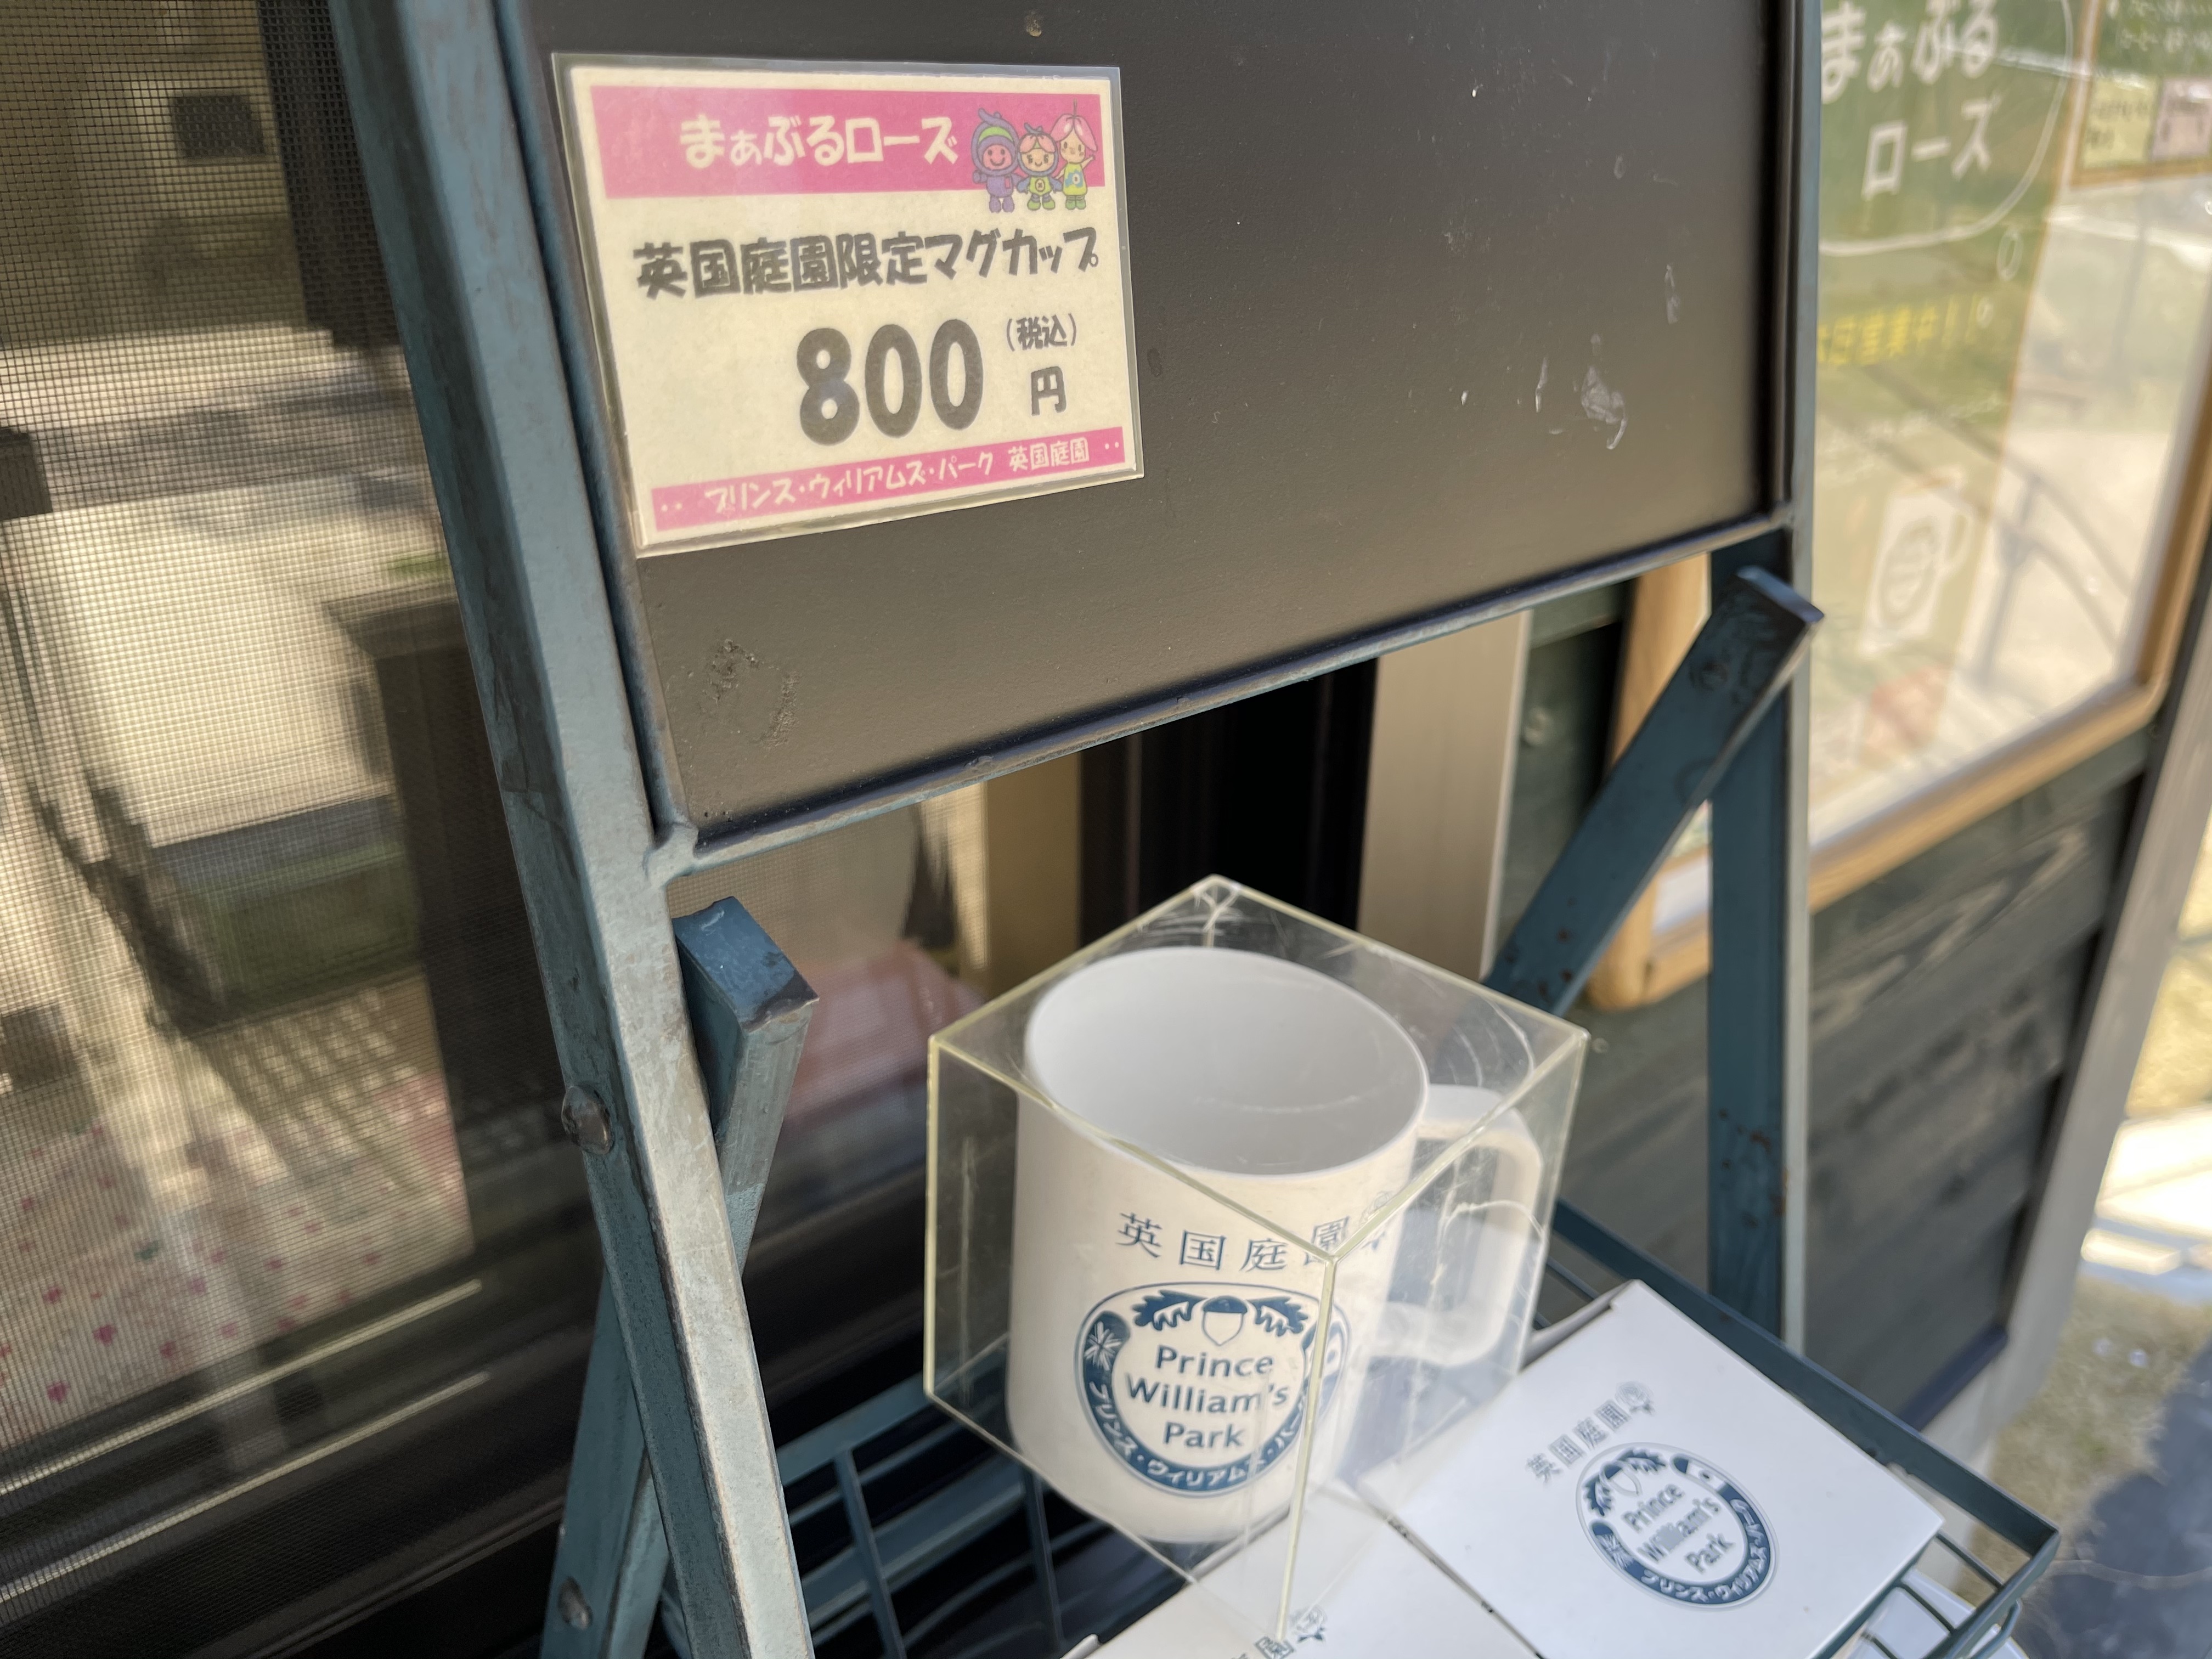 まぁぶるローズ
英国庭園限定マグカップ
800
(税込)
円
プリンス・ウィリアムズ・パーク 英国庭園
まぁぶる
ローズ
英国庭園
Prince
William's
Park
プリンス・ウィリアムズ・パーク
英国庭園
Prince
William's
Park
プリンス・ウィリアムズ・パーク
園